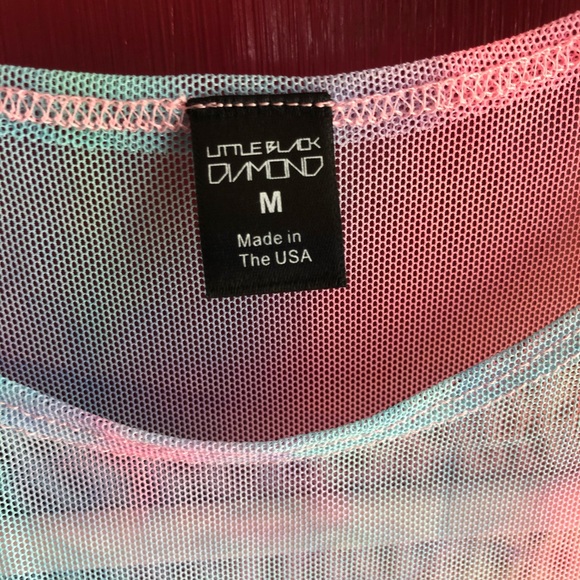 LITTLE BLACK
DIAMOND
M
Made in
The USA